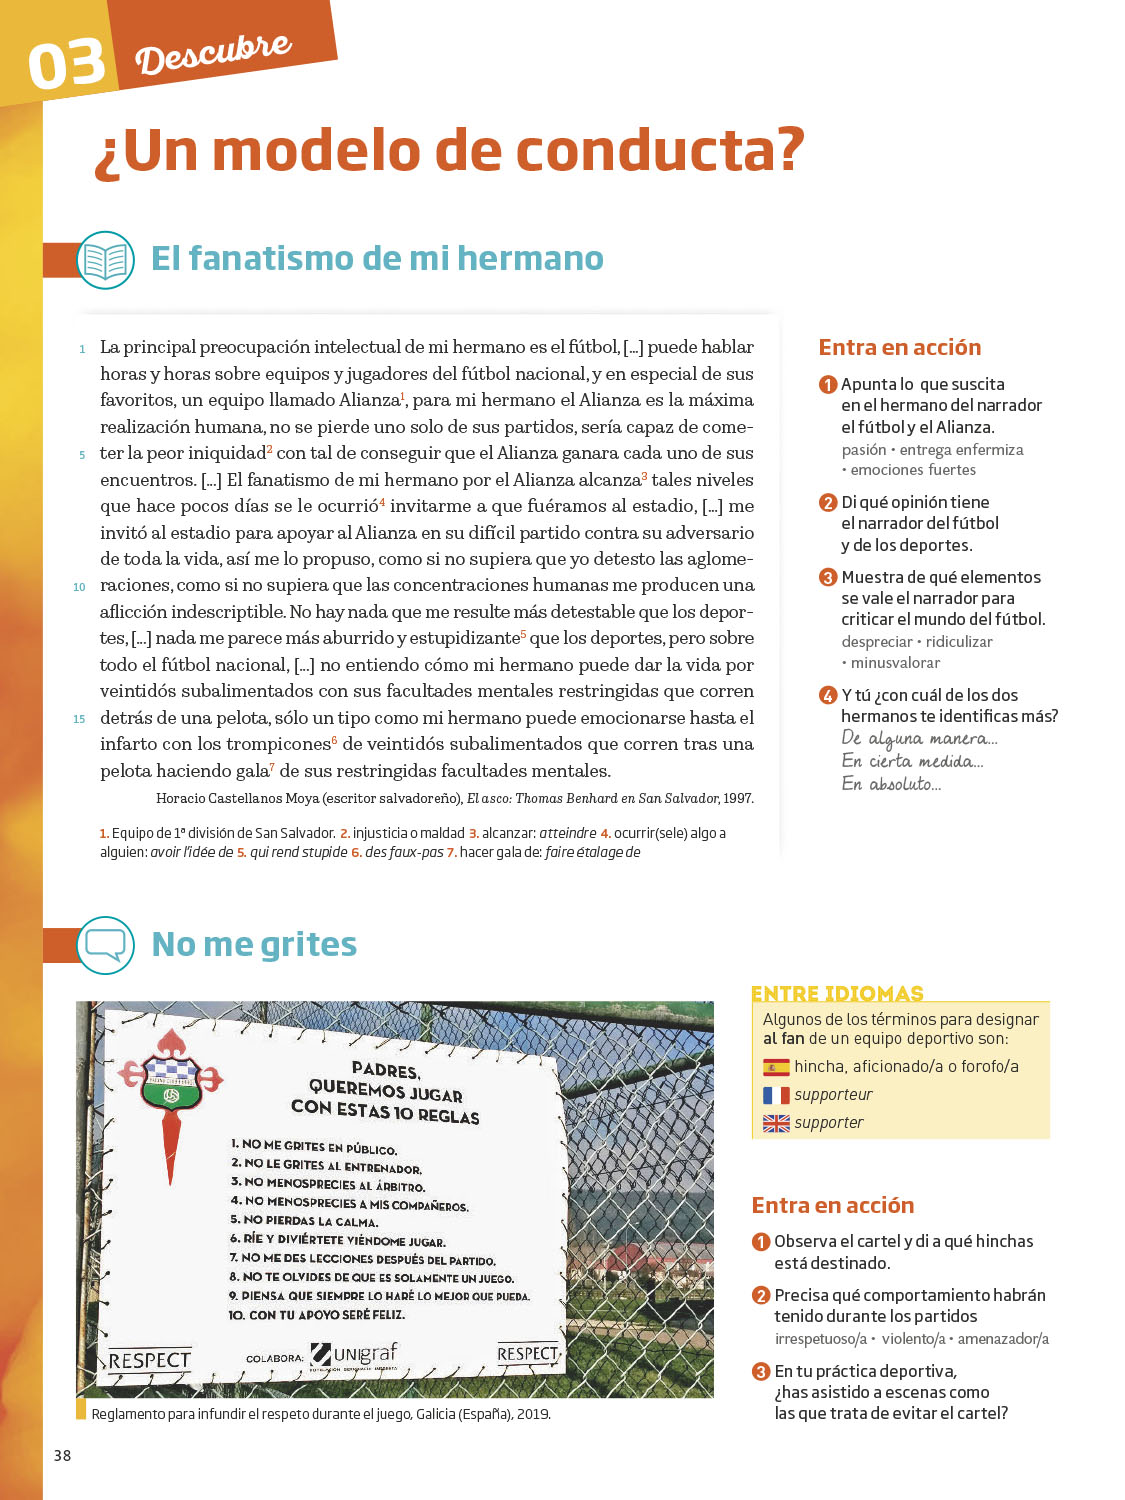 03 Descubre
¿Un modelo de conducta?
El fanatismo de mi hermano
1 La principal preocupación intelectual de mi hermano es el fútbol, [...] puede hablar
horas y horas sobre equipos y jugadores del fútbol nacional, y en especial de sus
favoritos, un equipo llamado Alianza1, para mi hermano el Alianza es la máxima
realización humana, no se pierde uno solo de sus partidos, sería capaz de come-
5 ter la peor iniquidad2 con tal de conseguir que el Alianza ganara cada uno de sus
encuentros. [...] El fanatismo de mi hermano por el Alianza alcanza3 tales niveles
que hace pocos días se le ocurrió4 invitarme a que fuéramos al estadio, [...] me
invitó al estadio para apoyar al Alianza en su difícil partido contra su adversario
de toda la vida, así me lo propuso, como si no supiera que yo detesto las aglome-
10 raciones, como si no supiera que las concentraciones humanas me producen una
aflicción indescriptible. No hay nada que me resulte más detestable que los depor-
tes, [...] nada me parece más aburrido y estupidizante5 que los deportes, pero sobre
todo el fútbol nacional, [...] no entiendo cómo mi hermano puede dar la vida por
veintidós subalimentados con sus facultades mentales restringidas que corren
15 detrás de una pelota, sólo un tipo como mi hermano puede emocionarse hasta el
infarto con los trompicones6 de veintidós subalimentados que corren tras una
pelota haciendo gala7 de sus restringidas facultades mentales.
Horacio Castellanos Moya (escritor salvadoreño), El asco: Thomas Benhard en San Salvador, 1997.
1. Equipo de 1ª división de San Salvador. 2. injusticia o maldad 3. alcanzar: atteindre 4. ocurrir(se) algo a
alguien: avoir l'idée de 5. qui rend stupide 6. des faux-pas 7. hacer gala de: faire étalage de
Entra en acción
1 Apunta lo que suscita
en el hermano del narrador
el fútbol y el Alianza.
pasión • entrega enfermiza
• emociones fuertes
2 Di qué opinión tiene
el narrador del fútbol
y de los deportes.
3 Muestra de qué elementos
se vale el narrador para
criticar el mundo del fútbol.
despreciar • ridiculizar
• minusvalorar
4 Y tú ¿con cuál de los dos
hermanos te identificas más?
De alguna manera...
En cierta medida...
En absoluto...
No me grites
PADRES,
QUEREMOS JUGAR
CON ESTAS 10 REGLAS
1. NO ME GRITES EN PÚBLICO.
2. NO LE GRITES AL ENTRENADOR.
3. NO MENOSPRECIES AL ÁRBITRO.
4. NO MENOSPRECIES A MIS COMPAÑEROS.
5. NO PIERDAS LA CALMA.
6. RÍE Y DIVIÉRTETE VIÉNDOME JUGAR.
7. NO ME DES LECCIONES DESPUÉS DEL PARTIDO.
8. NO TE OLVIDES DE QUE ES SOLAMENTE UN JUEGO.
9. PIENSA QUE SIEMPRE LO HARÉ LO MEJOR QUE PUEDA.
10. CON TU APOYO SERÉ FELIZ.
RESPECT
COLABORA: UNIgraf
RESPECT
Reglamento para infundir el respeto durante el juego, Galicia (España), 2019.
ENTRE IDIOMAS
Algunos de los términos para designar
al fan de un equipo deportivo son:
hincha, aficionado/a o forofo/a
supporteur
supporter
Entra en acción
1 Observa el cartel y di a qué hinchas
está destinado.
2 Precisa qué comportamiento habrán
tenido durante los partidos
irrespetuoso/a • violento/a • amenazador/a
3 En tu práctica deportiva,
¿has asistido a escenas como
las que trata de evitar el cartel?
38